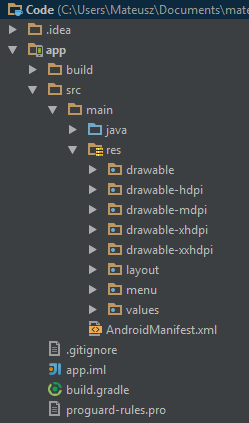 Code (C:\Users\Mateusz\Documents\mate
.idea
app
build
src
main
java
res
drawable
drawable-hdpi
drawable-mdpi
drawable-xhdpi
drawable-xxhdpi
layout
menu
values
AndroidManifest.xml
.gitignore
app.iml
build.gradle
proguard-rules.pro